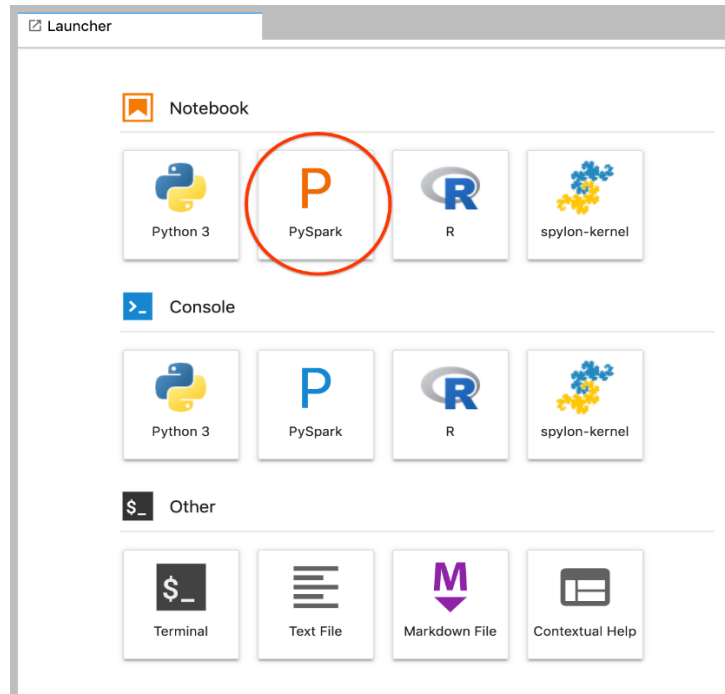 Launcher
Notebook
P
R
Python 3
PySpark
R
spylon-kernel
>_ Console
P
R
Python 3
PySpark
R
spylon-kernel
$_ Other
$_
M
Terminal
Text File
Markdown File
Contextual Help